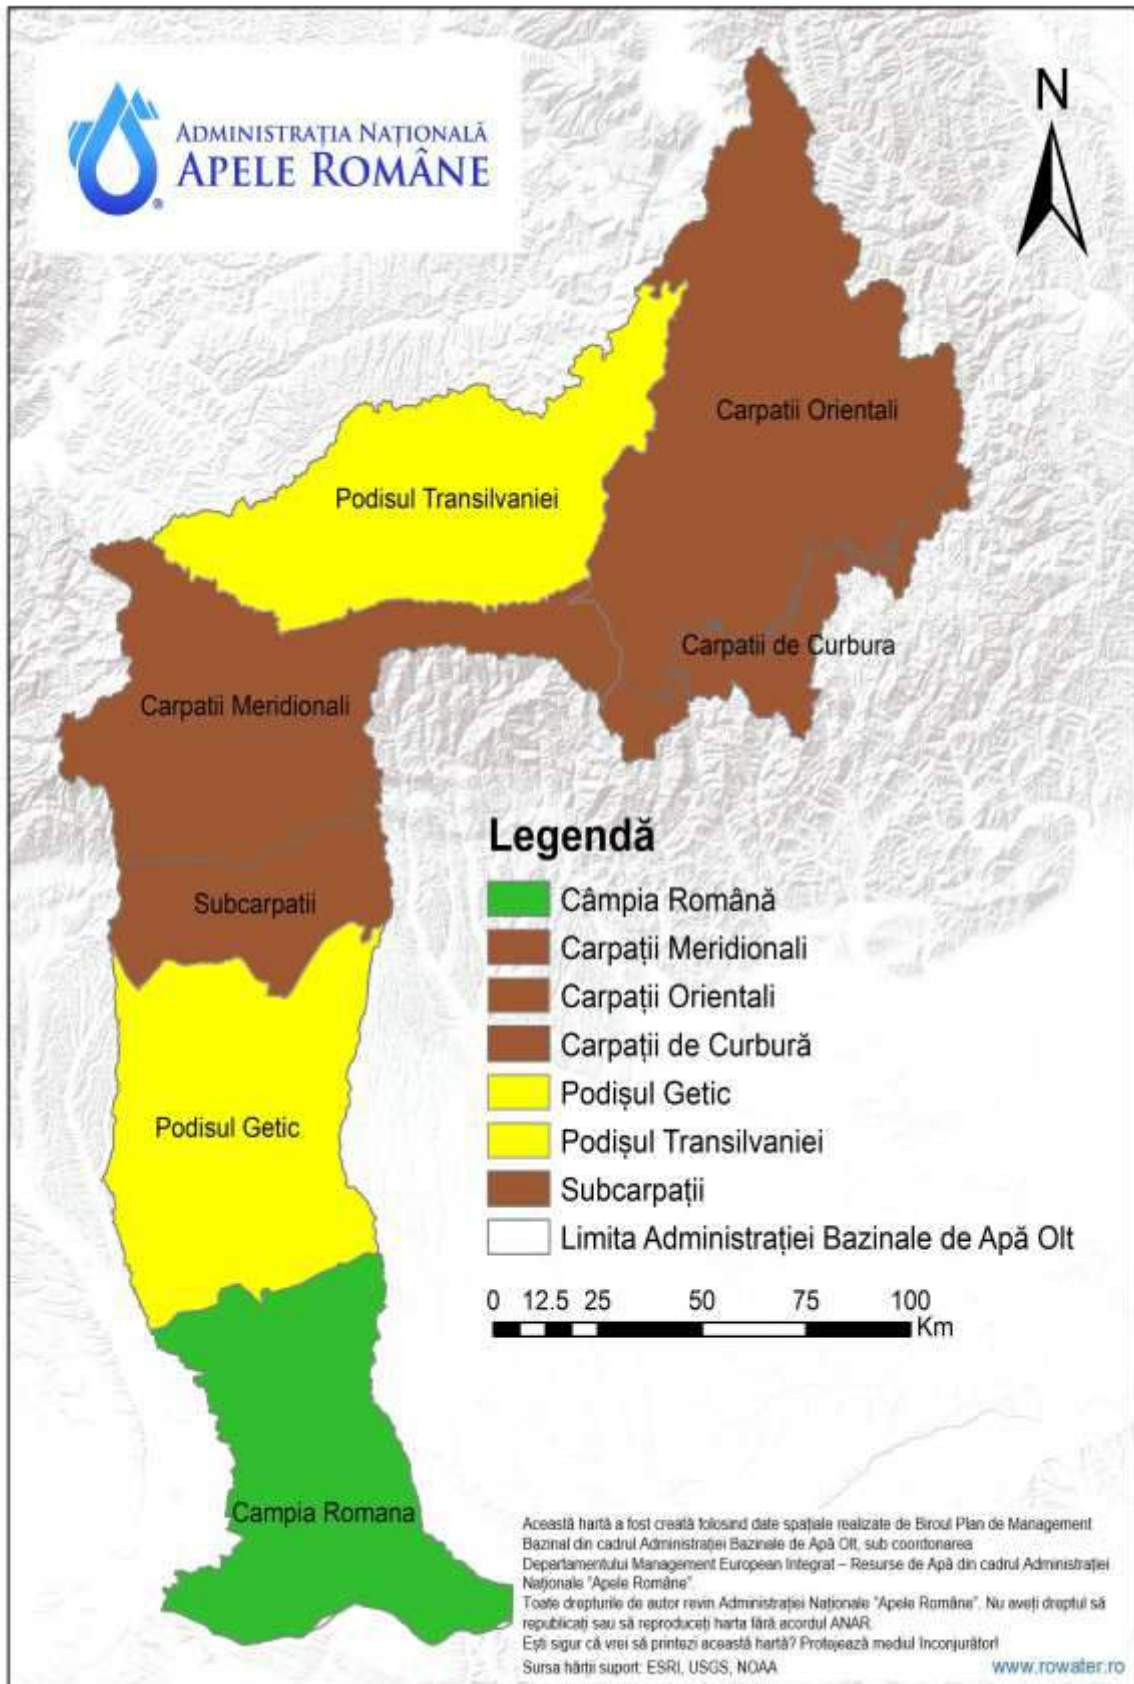 ADMINISTRAȚIA NAȚIONALĂ
APELE ROMÂNE
®
N
Carpatii Orientali
Podisul Transilvaniei
Carpatii de Curbura
Carpatii Meridionali
Subcarpatii
Podisul Getic
Campia Romana
Legendă
Câmpia Română
Carpații Meridionali
Carpații Orientali
Carpații de Curbură
Podișul Getic
Podișul Transilvaniei
Subcarpații
Limita Administrației Bazinale de Apă Olt
0 12.5 25 50 75 100
Km
Această hartă a fost creată folosind date spațiale realizate de Biroul Plan de Management
Bazinal din cadrul Administrației Bazinale de Apă Olt, sub coordonarea
Departamentului Management European Integrat – Resurse de Apă din cadrul Administrației
Naționale "Apele Române".
Toate drepturile de autor revin Administrației Naționale "Apele Române". Nu aveți dreptul să
republicați sau să reproduceți harta fără acordul ANAR.
Ești sigur că vrei să printezi această hartă? Protejează mediul înconjurător!
Sursa hărții suport: ESRI, USGS, NOAA
www.rowater.ro